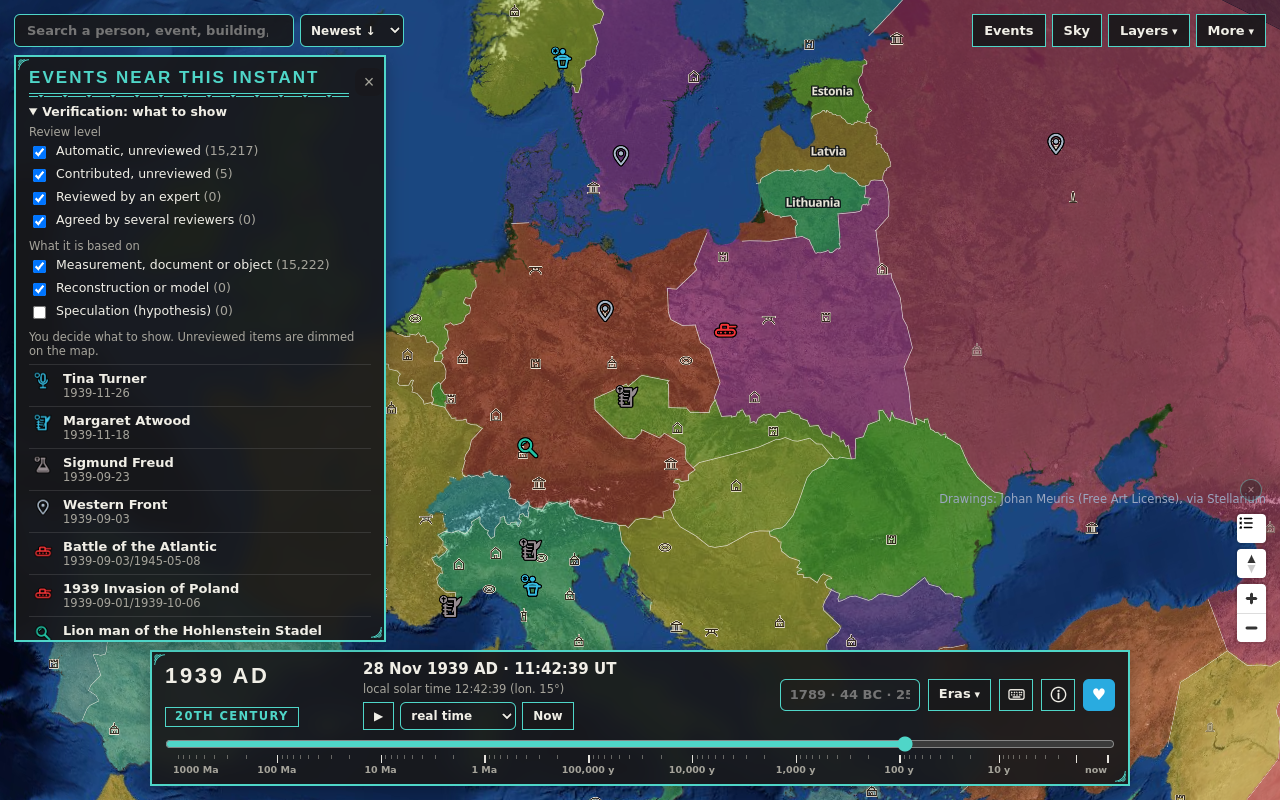 Search a person, event, building,
Newest ↓
Events
Sky
Layers ▾
More ▾
EVENTS NEAR THIS INSTANT
×
▼ Verification: what to show
Review level
Automatic, unreviewed (15,217)
Contributed, unreviewed (5)
Reviewed by an expert (0)
Agreed by several reviewers (0)
What it is based on
Measurement, document or object (15,222)
Reconstruction or model (0)
Speculation (hypothesis) (0)
You decide what to show. Unreviewed items are dimmed
on the map.
Tina Turner
1939-11-26
Margaret Atwood
1939-11-18
Sigmund Freud
1939-09-23
Western Front
1939-09-03
Battle of the Atlantic
1939-09-03/1945-05-08
1939 Invasion of Poland
1939-09-01/1939-10-06
Lion man of the Hohlenstein Stadel
Estonia
Latvia
Lithuania
Drawings: Johan Meuris (Free Art License), via Stellarium
1939 AD
20TH CENTURY
28 Nov 1939 AD · 11:42:39 UT
local solar time 12:42:39 (lon. 15°)
▶
real time
Now
1789 · 44 BC · 25
Eras ▾
1000 Ma
100 Ma
10 Ma
1 Ma
100,000 y
10,000 y
1,000 y
100 y
10 y
now